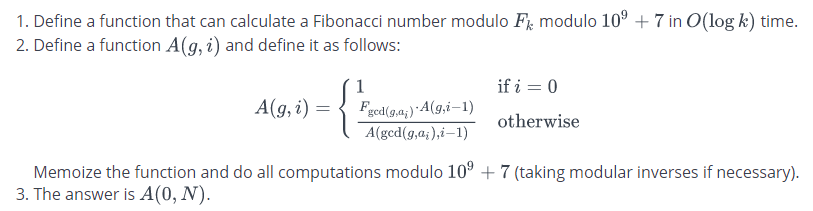 1. Define a function that can calculate a Fibonacci number modulo $F_k$ modulo $10^9 + 7$ in $O(\log k)$ time.
2. Define a function $A(g, i)$ and define it as follows:
$A(g, i) = \begin{cases} 1 & \text{if } i = 0 \\ \frac{F_{\gcd(g,a_i)} \cdot A(g,i-1)}{A(\gcd(g,a_i),i-1)} & \text{otherwise} \end{cases}$
Memoize the function and do all computations modulo $10^9 + 7$ (taking modular inverses if necessary).
3. The answer is $A(0, N)$.